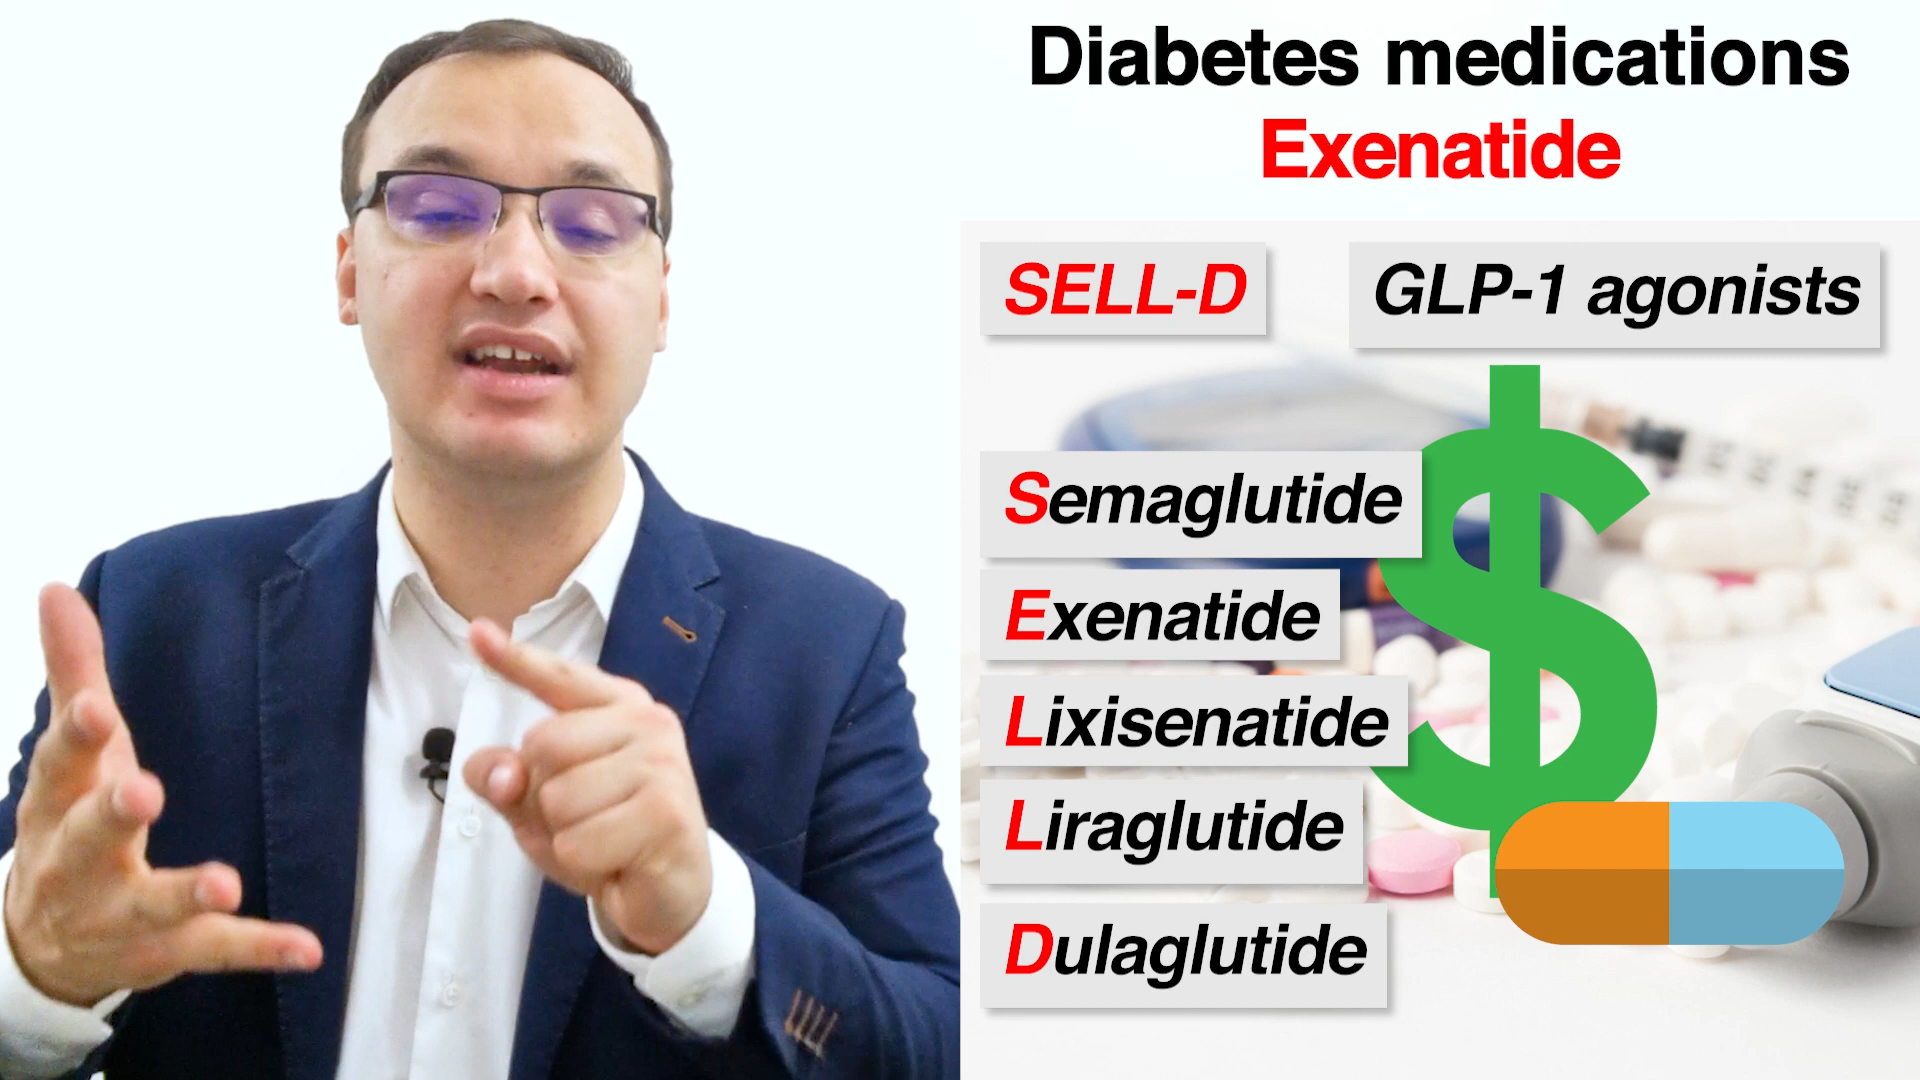 Diabetes medications
Exenatide
SELL-D
GLP-1 agonists
Semaglutide
Exenatide
Lixisenatide
Liraglutide
Dulaglutide
$